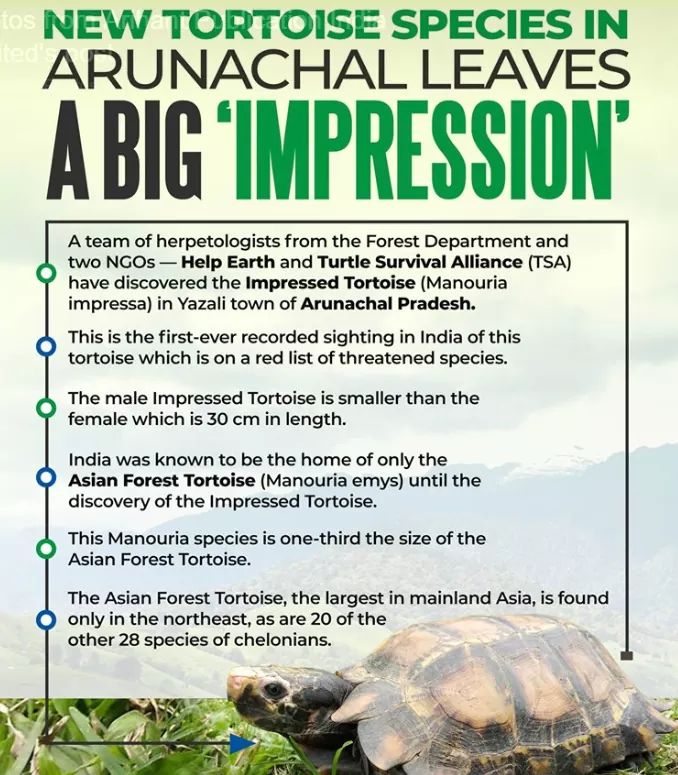 tos from Arihant Publication India
ited's post
NEW TORTOISE SPECIES IN
ARUNACHAL LEAVES
A BIG ‘IMPRESSION’
A team of herpetologists from the Forest Department and
two NGOs — Help Earth and Turtle Survival Alliance (TSA)
have discovered the Impressed Tortoise (Manouria
impressa) in Yazali town of Arunachal Pradesh.
This is the first-ever recorded sighting in India of this
tortoise which is on a red list of threatened species.
The male Impressed Tortoise is smaller than the
female which is 30 cm in length.
India was known to be the home of only the
Asian Forest Tortoise (Manouria emys) until the
discovery of the Impressed Tortoise.
This Manouria species is one-third the size of the
Asian Forest Tortoise.
The Asian Forest Tortoise, the largest in mainland Asia, is found
only in the northeast, as are 20 of the
other 28 species of chelonians.